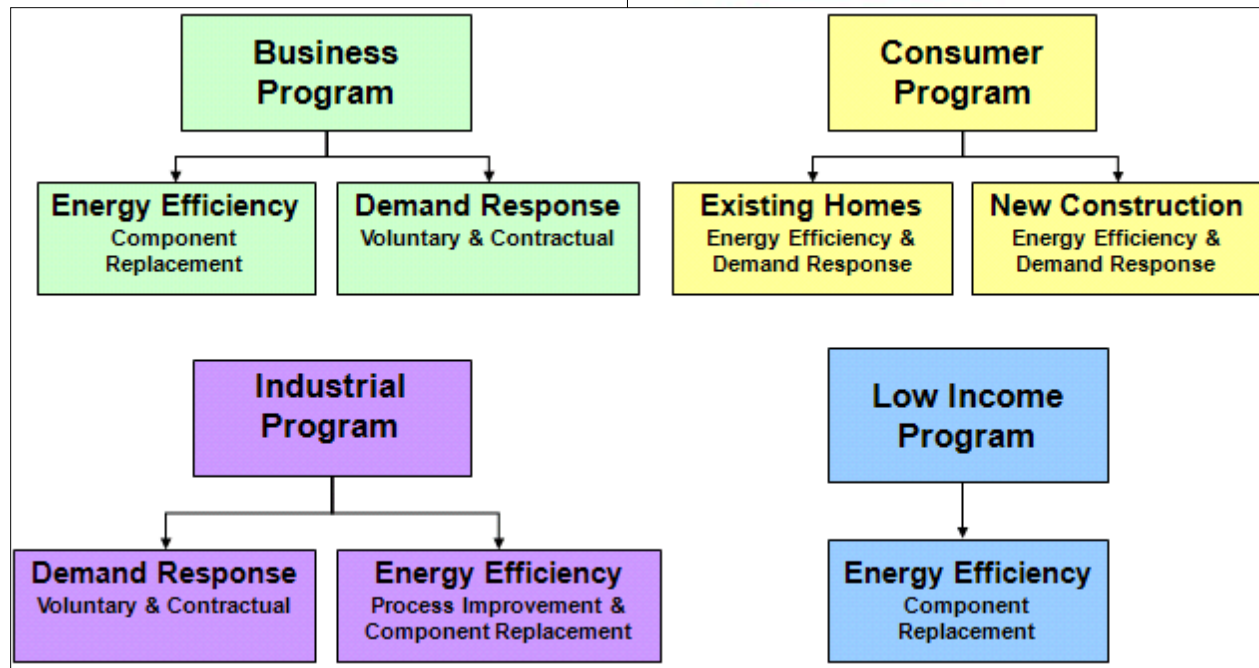 Business
Program
Energy Efficiency
Component
Replacement
Demand Response
Voluntary & Contractual
Consumer
Program
Existing Homes
Energy Efficiency &
Demand Response
New Construction
Energy Efficiency &
Demand Response
Industrial
Program
Demand Response
Voluntary & Contractual
Energy Efficiency
Process Improvement &
Component Replacement
Low Income
Program
Energy Efficiency
Component
Replacement